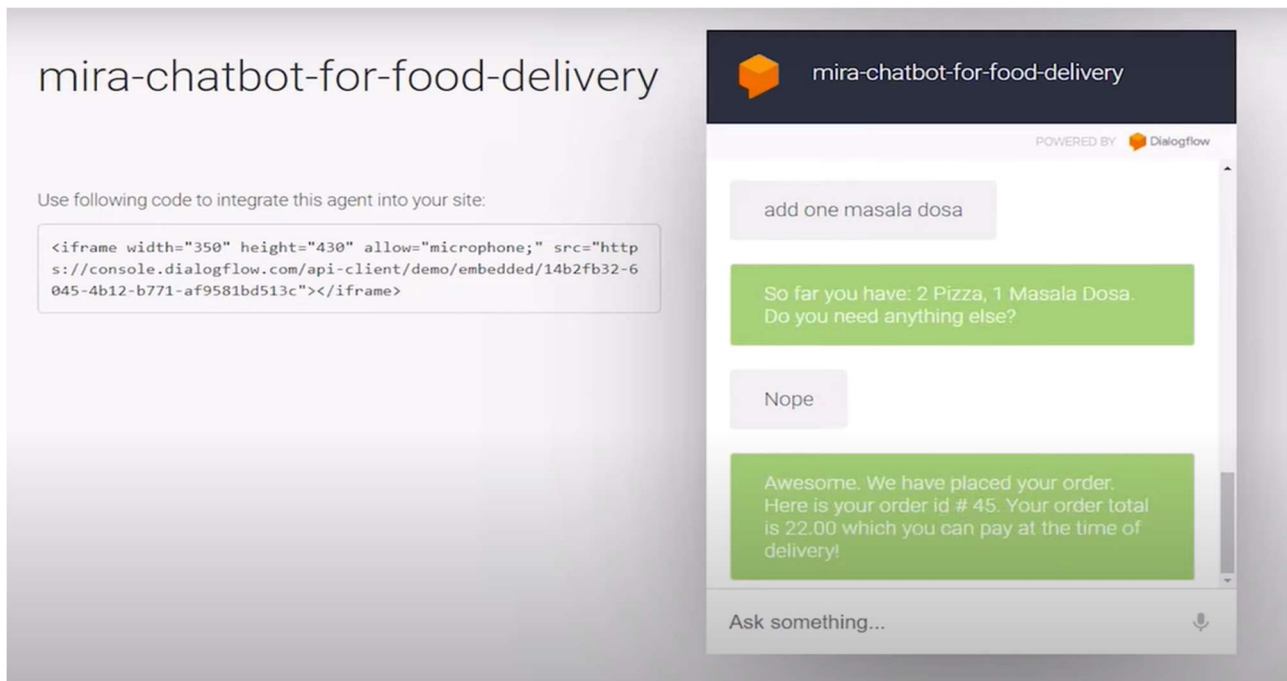 mira-chatbot-for-food-delivery
Use following code to integrate this agent into your site:
<iframe width="350" height="430" allow="microphone;" src="http
s://console.dialogflow.com/api-client/demo/embedded/14b2fb32-6
045-4b12-b771-af9581bd513c"></iframe>
mira-chatbot-for-food-delivery
POWERED BY Dialogflow
add one masala dosa
So far you have: 2 Pizza, 1 Masala Dosa.
Do you need anything else?
Nope
Awesome. We have placed your order.
Here is your order id # 45. Your order total
is 22.00 which you can pay at the time of
delivery!
Ask something...